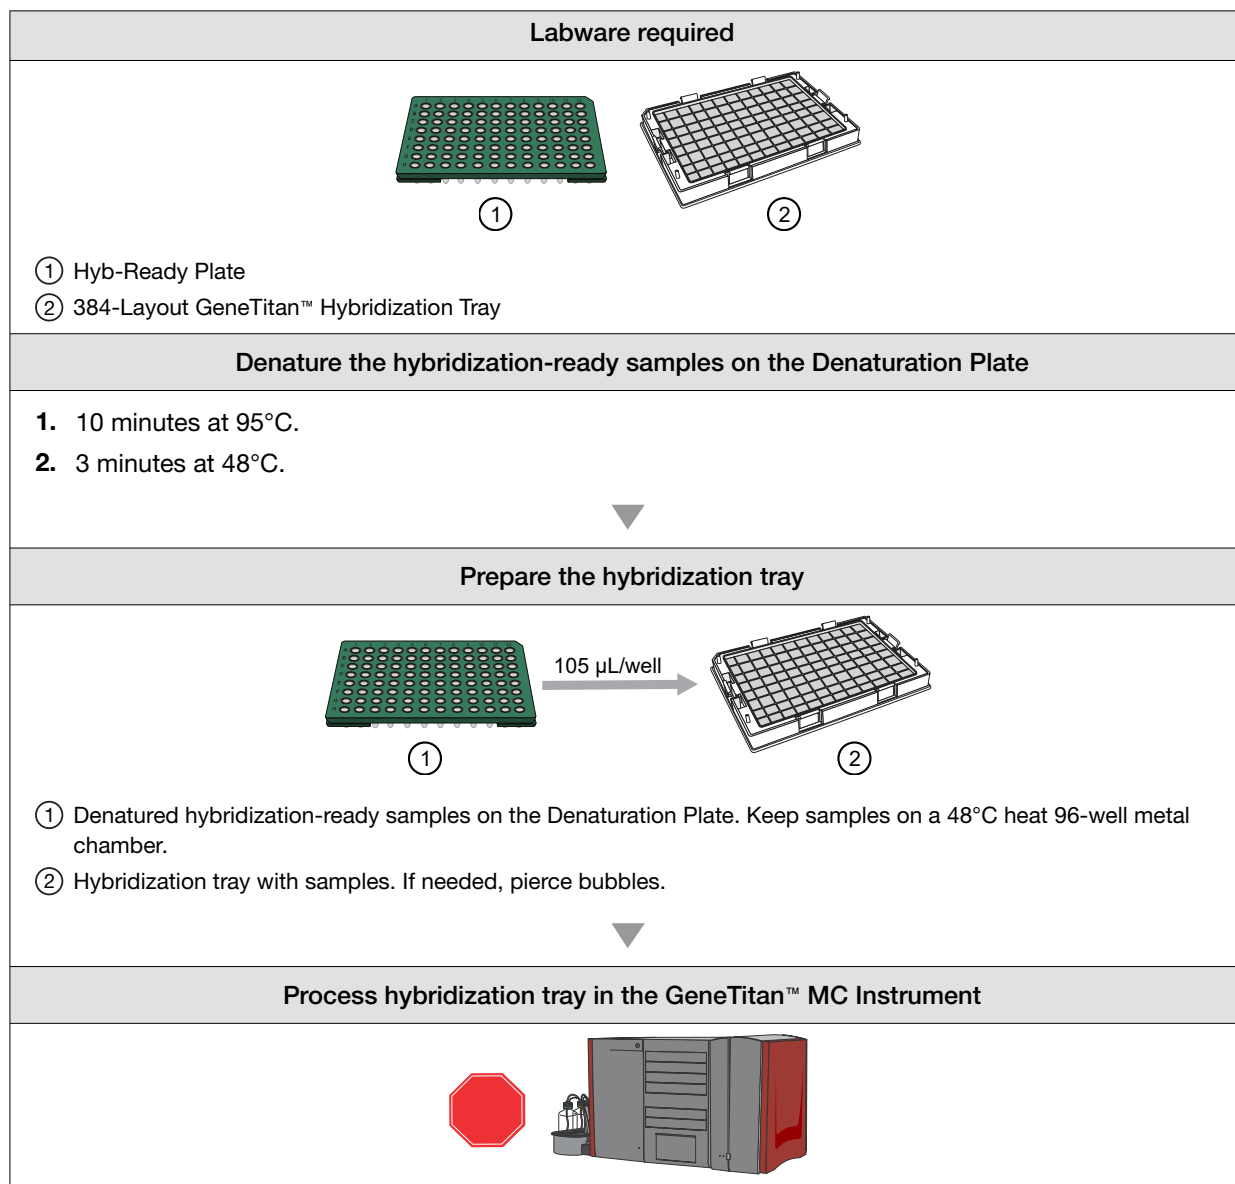 Labware required
1 2
1 Hyb-Ready Plate
2 384-Layout GeneTitan™ Hybridization Tray
Denature the hybridization-ready samples on the Denaturation Plate
1. 10 minutes at 95°C.
2. 3 minutes at 48°C.
Prepare the hybridization tray
105 µL/well
1 2
1 Denatured hybridization-ready samples on the Denaturation Plate. Keep samples on a 48°C heat 96-well metal
chamber.
2 Hybridization tray with samples. If needed, pierce bubbles.
Process hybridization tray in the GeneTitan™ MC Instrument